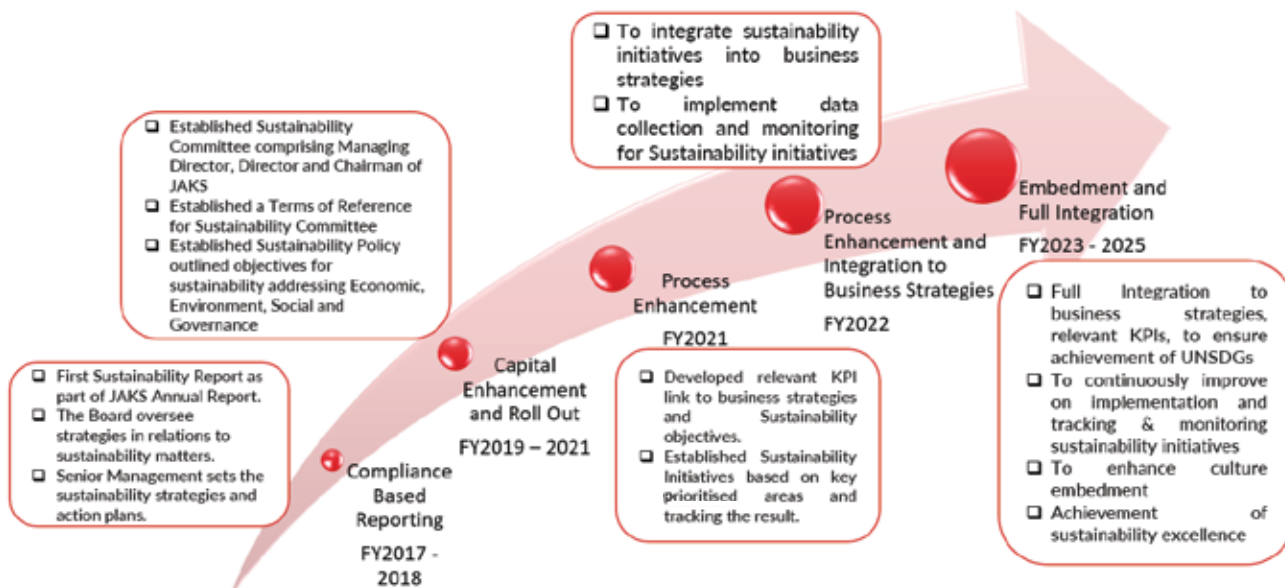 ❑ First Sustainability Report as
part of JAKS Annual Report.
❑ The Board oversee
strategies in relations to
sustainability matters.
❑ Senior Management sets the
sustainability strategies and
action plans.
Compliance
Based
Reporting
FY2017 -
2018
❑ Established Sustainability
Committee comprising Managing
Director, Director and Chairman of
JAKS
❑ Established a Terms of Reference
for Sustainability Committee
❑ Established Sustainability Policy
outlined objectives for
sustainability addressing Economic,
Environment, Social and
Governance
Capital
Enhancement
and Roll Out
FY2019 – 2021
Process
Enhancement
FY2021
❑ Developed relevant KPI
link to business strategies
and Sustainability
objectives.
❑ Established Sustainability
Initiatives based on key
prioritised areas and
tracking the result.
❑ To integrate sustainability
initiatives into business
strategies
❑ To implement data
collection and monitoring
for Sustainability initiatives
Process
Enhancement and
Integration to
Business Strategies
FY2022
Embedment and
Full Integration
FY2023 - 2025
❑ Full Integration to
business strategies,
relevant KPIs, to ensure
achievement of UNSDGs
❑ To continuously improve
on implementation and
tracking & monitoring
sustainability initiatives
❑ To enhance culture
embedment
❑ Achievement of
sustainability excellence